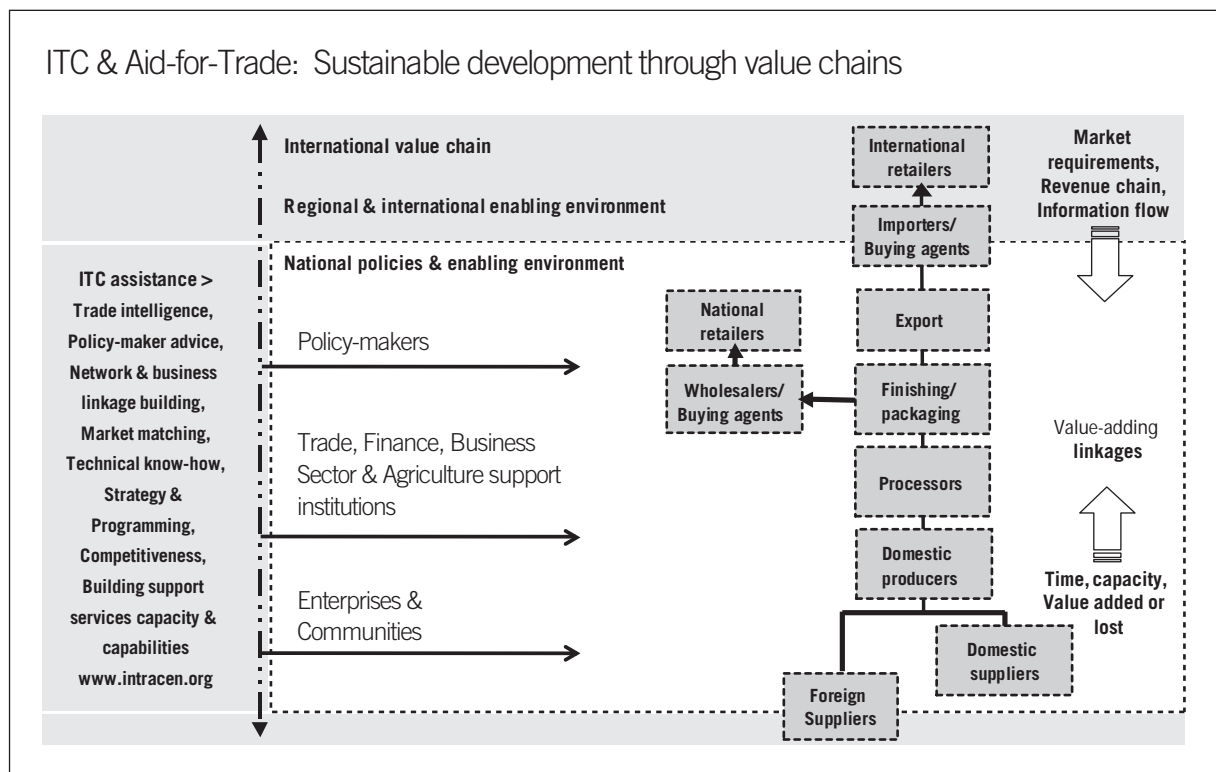 ITC & Aid-for-Trade: Sustainable development through value chains
International value chain
Regional & international enabling environment
National policies & enabling environment
ITC assistance >
Trade intelligence,
Policy-maker advice,
Network & business
linkage building,
Market matching,
Technical know-how,
Strategy &
Programming,
Competitiveness,
Building support
services capacity &
capabilities
www.intracen.org
Policy-makers
Trade, Finance, Business
Sector & Agriculture support
institutions
Enterprises &
Communities
International
retailers
Importers/
Buying agents
National
retailers
Export
Wholesalers/
Buying agents
Finishing/
packaging
Processors
Domestic
producers
Domestic
suppliers
Foreign
Suppliers
Market
requirements,
Revenue chain,
Information flow
Value-adding
linkages
Time, capacity,
Value added or
lost